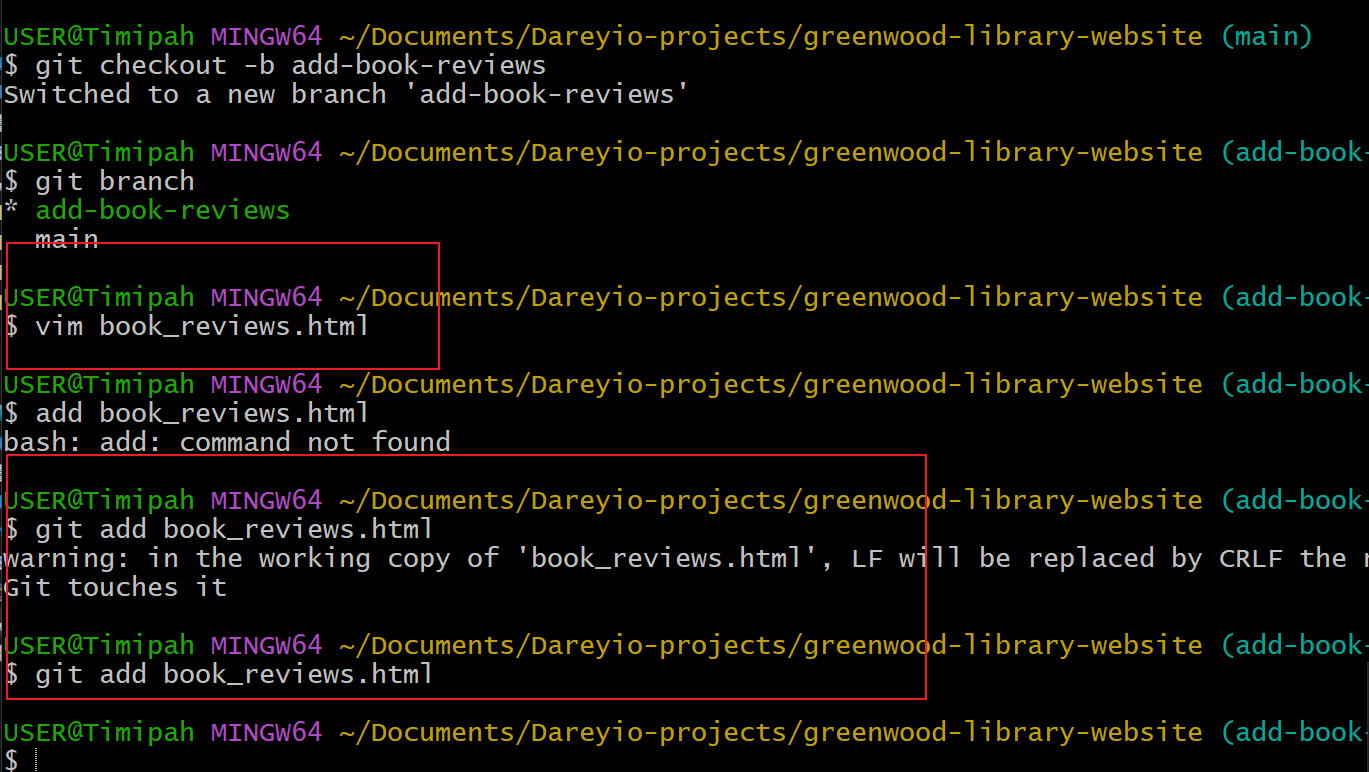 USER@Timipah MINGW64 ~/Documents/Dareyio-projects/greenwood-library-website (main)
$ git checkout -b add-book-reviews
Switched to a new branch 'add-book-reviews'
USER@Timipah MINGW64 ~/Documents/Dareyio-projects/greenwood-library-website (add-book-
$ git branch
* add-book-reviews
main
USER@Timipah MINGW64 ~/Documents/Dareyio-projects/greenwood-library-website (add-book-
$ vim book_reviews.html
USER@Timipah MINGW64 ~/Documents/Dareyio-projects/greenwood-library-website (add-book-
$ add book_reviews.html
bash: add: command not found
USER@Timipah MINGW64 ~/Documents/Dareyio-projects/greenwood-library-website (add-book-
$ git add book_reviews.html
warning: in the working copy of 'book_reviews.html', LF will be replaced by CRLF the
Git touches it
USER@Timipah MINGW64 ~/Documents/Dareyio-projects/greenwood-library-website (add-book-
$ git add book_reviews.html
USER@Timipah MINGW64 ~/Documents/Dareyio-projects/greenwood-library-website (add-book-
$